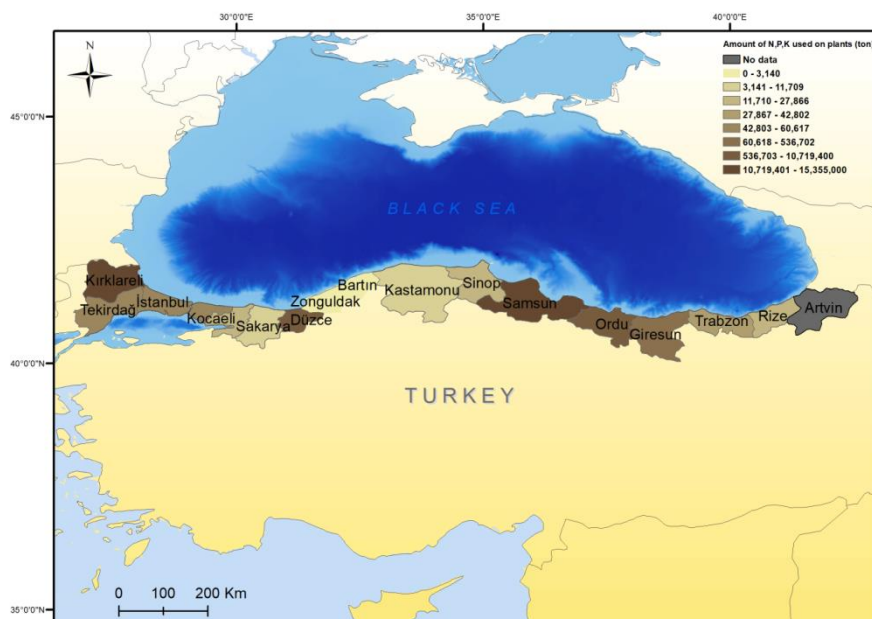 30°0'0"E 35°0'0"E 40°0'0"E
N
Amount of N,P,K used on plants (ton)
No data
0 - 3,140
3,141 - 11,709
11,710 - 27,866
27,867 - 42,802
42,803 - 60,617
60,618 - 536,702
536,703 - 10,719,400
10,719,401 - 15,355,000
45°0'0"N
BLACK SEA
Kırklareli
Tekirdağ
İstanbul
Kocaeli
Sakarya
Düzce
Zonguldak
Bartın
Kastamonu
Sinop
Samsun
Ordu
Giresun
Trabzon
Rize
Artvin
40°0'0"N
TURKEY
0 100 200 Km
35°0'0"N